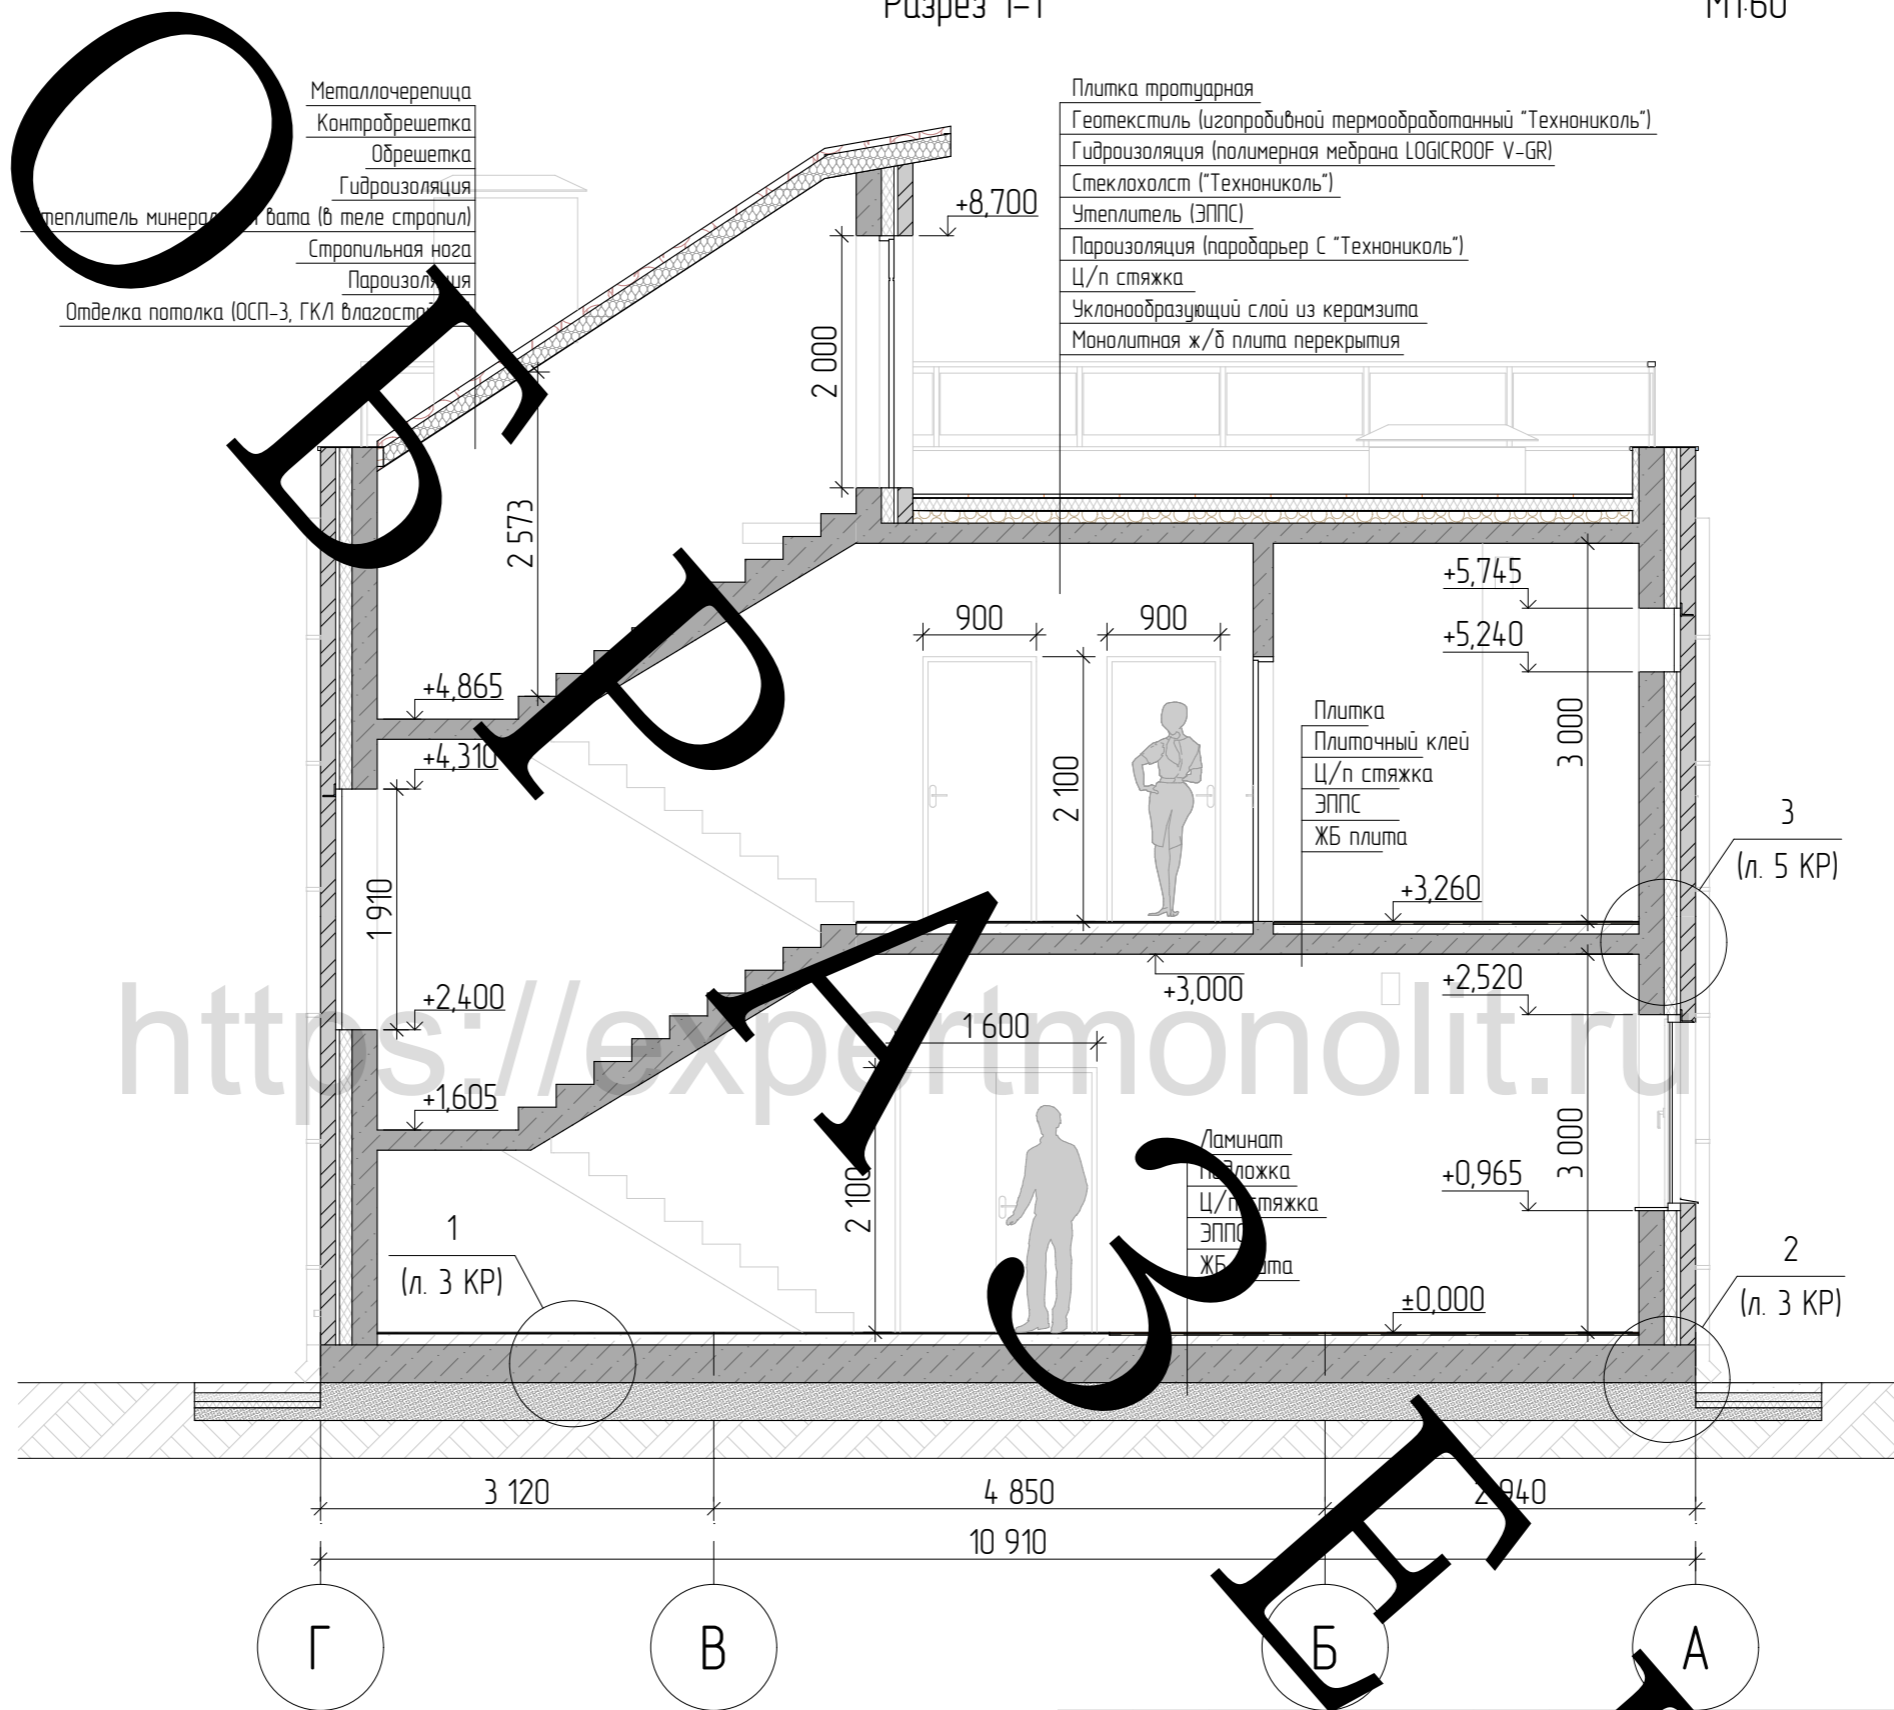 Разрез 1-1
М1:60
Металлочерепица
Контробрешетка
Обрешетка
Гидроизоляция
вата (в теле стропил)
Стропильная нога
Отделка потолка (ОСП-3, ГКЛ
Плитка тротуарная
Геотекстиль (игопробивной термообработанный "Технониколь")
Гидроизоляция (полимерная мебрана LOGICROOF V-GR)
Стеклохолст ("Технониколь")
Утеплитель (ЭППС)
Пароизоляция (паробарьер С "Технониколь")
Ц/п стяжка
Уклонообразующий слой из керамзита
Монолитная ж/б плита перекрытия
+8,700
2 000
2 573
+5,745
+5,240
900
900
+4,865
+4,310
2 100
3 000
Плитка
Плиточный клей
Ц/п стяжка
ЭППС
ЖБ плита
3
(л. 5 КР)
1 910
+3,260
+2,400
+3,000
+2,520
https://expertmonolit.ru
1 600
+1,605
2 100
3 000
Ламинат
+0,965
1
(л. 3 КР)
2
(л. 3 КР)
±0,000
3 120
4 850
10 910
Г
В
Б
А
О
Б
Р
А
З
Е